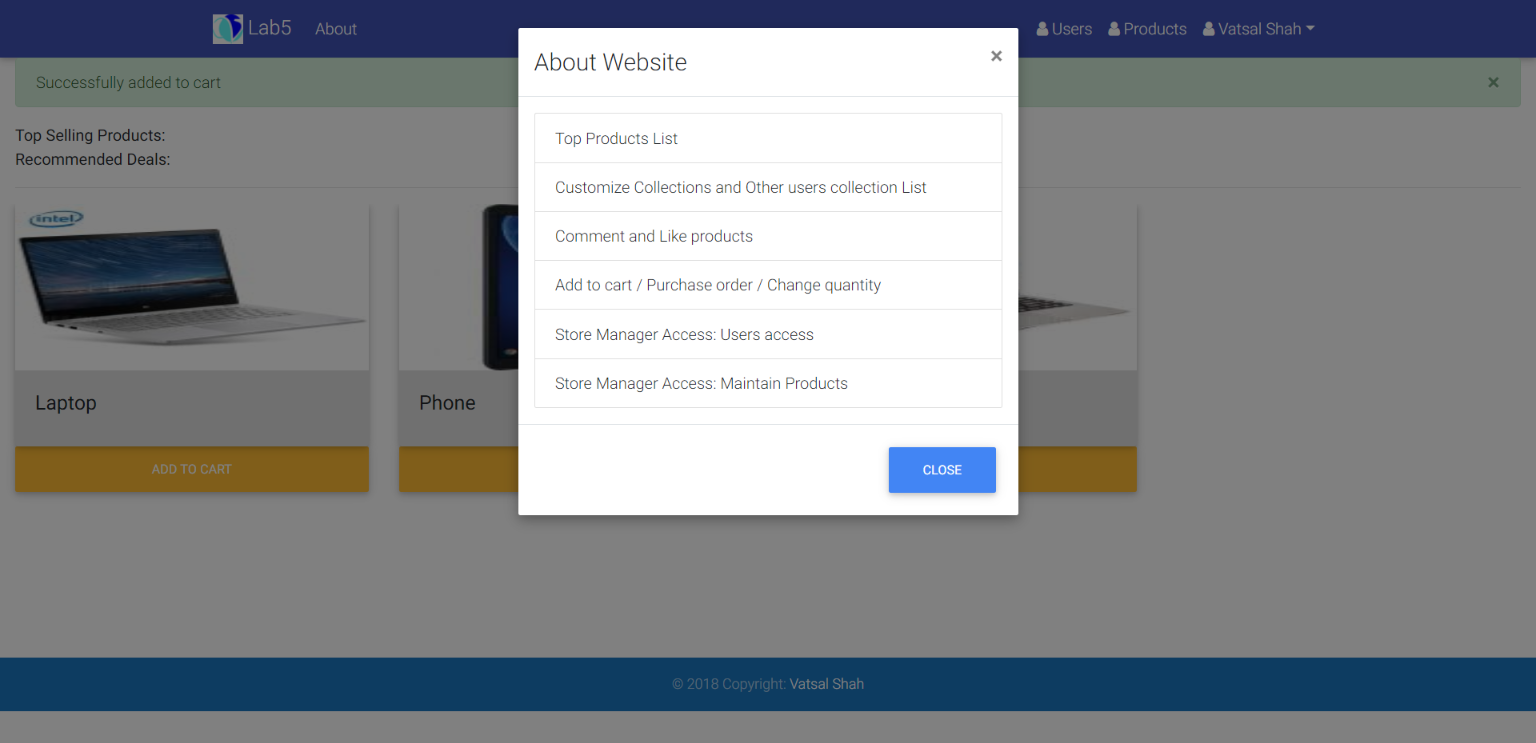 Lab5 About Users Products Vatsal Shah
About Website ×
Successfully added to cart ×
Top Selling Products:
Recommended Deals:
Top Products List
Customize Collections and Other users collection List
Comment and Like products
Add to cart / Purchase order / Change quantity
Store Manager Access: Users access
Store Manager Access: Maintain Products
intel
Laptop
Phone
ADD TO CART
CLOSE
© 2018 Copyright: Vatsal Shah